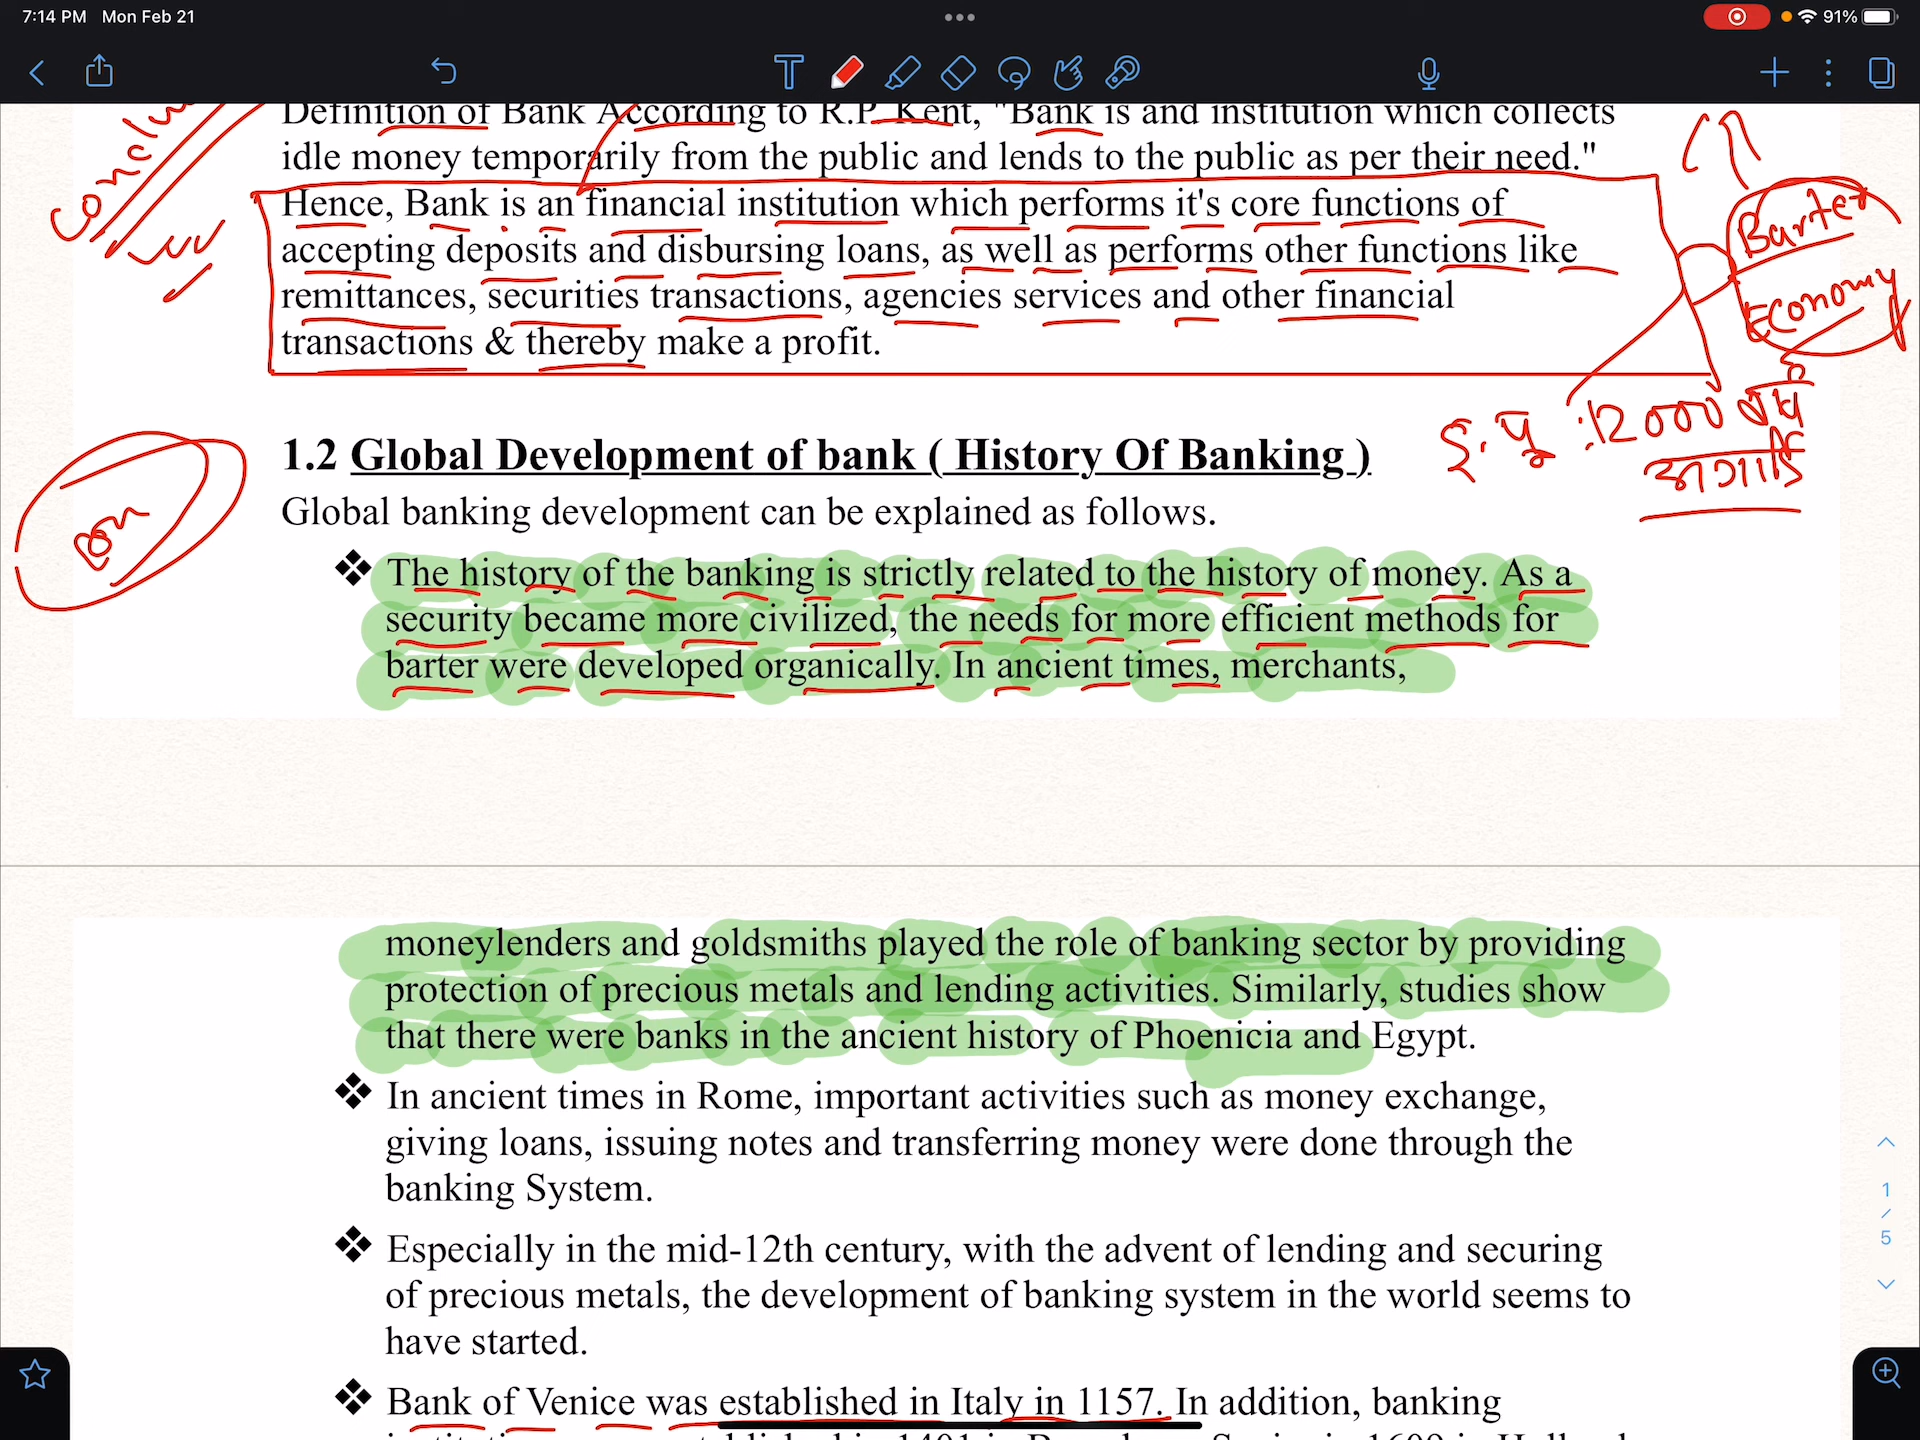 7:14 PM Mon Feb 21
91%
Definition of Bank According to R.P. Kent, "Bank is and institution which collects
idle money temporarily from the public and lends to the public as per their need."
Hence, Bank is an financial institution which performs it's core functions of
accepting deposits and disbursing loans, as well as performs other functions like
remittances, securities transactions, agencies services and other financial
transactions & thereby make a profit.
Barter
Economy
ई.पु :12000 वर्ष
अगाडि
1.2 Global Development of bank ( History Of Banking )
Global banking development can be explained as follows.
❖ The history of the banking is strictly related to the history of money. As a
security became more civilized, the needs for more efficient methods for
barter were developed organically. In ancient times, merchants,
moneylenders and goldsmiths played the role of banking sector by providing
protection of precious metals and lending activities. Similarly, studies show
that there were banks in the ancient history of Phoenicia and Egypt.
❖ In ancient times in Rome, important activities such as money exchange,
giving loans, issuing notes and transferring money were done through the
banking System.
❖ Especially in the mid-12th century, with the advent of lending and securing
of precious metals, the development of banking system in the world seems to
have started.
❖ Bank of Venice was established in Italy in 1157. In addition, banking
1
/
5